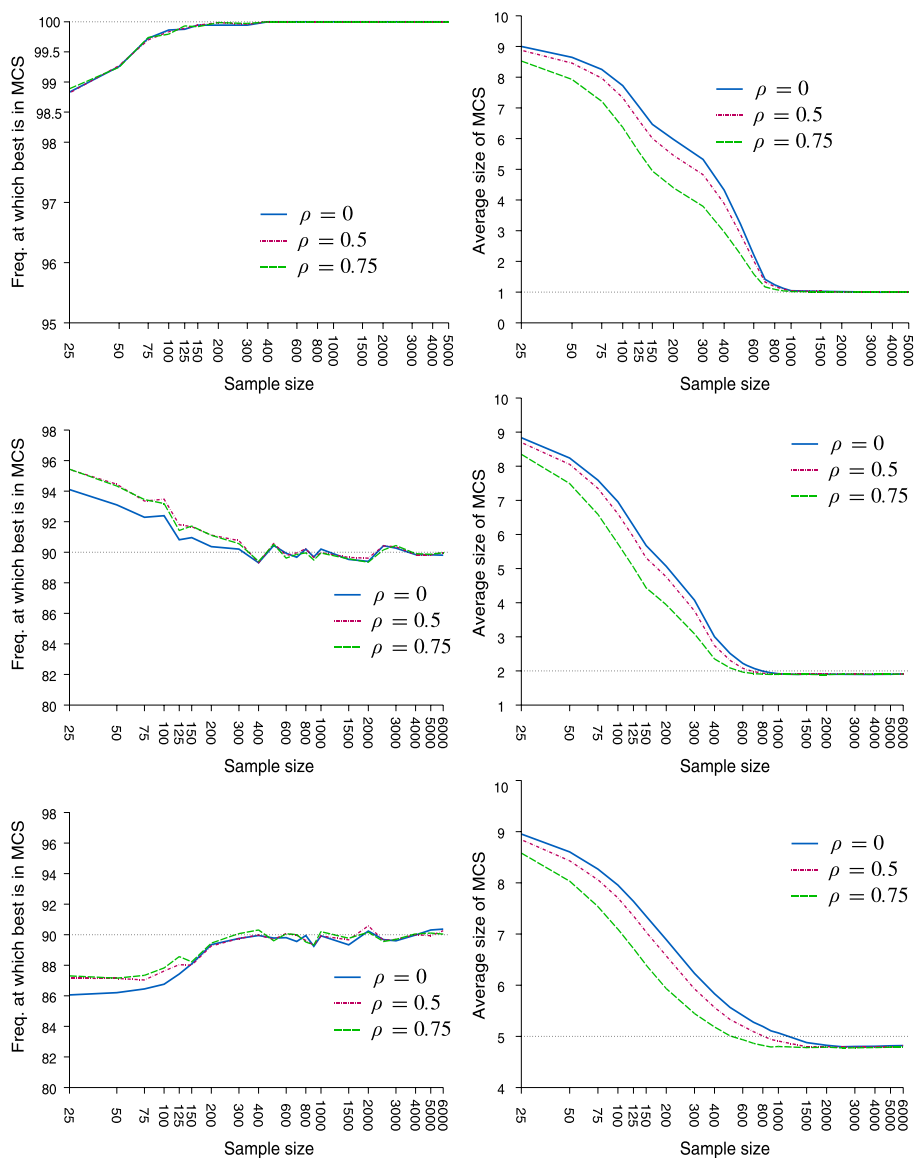 Freq. at which best is in MCS
100
99.5
99
98.5
98
97
96
95
ρ = 0
ρ = 0.5
ρ = 0.75
25 50 75 100 125 150 200 300 400 600 800 1000 1500 2000 3000 4000 5000
Sample size
Average size of MCS
10
9
8
7
6
5
4
3
2
1
0
ρ = 0
ρ = 0.5
ρ = 0.75
25 50 75 100 125 150 200 300 400 600 800 1000 1500 2000 3000 4000 5000
Sample size
Freq. at which best is in MCS
98
96
94
92
90
88
86
84
82
80
ρ = 0
ρ = 0.5
ρ = 0.75
25 50 75 100 125 150 200 300 400 600 800 1000 1500 2000 3000 4000 5000 6000
Sample size
Average size of MCS
10
9
8
7
6
5
4
3
2
1
ρ = 0
ρ = 0.5
ρ = 0.75
25 50 75 100 125 150 200 300 400 600 800 1000 1500 2000 3000 4000 5000 6000
Sample size
Freq. at which best is in MCS
98
96
94
92
90
88
86
84
82
80
ρ = 0
ρ = 0.5
ρ = 0.75
25 50 75 100 125 150 200 300 400 600 800 1000 1500 2000 3000 4000 5000 6000
Sample size
Average size of MCS
10
9
8
7
6
5
4
ρ = 0
ρ = 0.5
ρ = 0.75
25 50 75 100 125 150 200 300 400 600 800 1000 1500 2000 3000 4000 5000 6000
Sample size